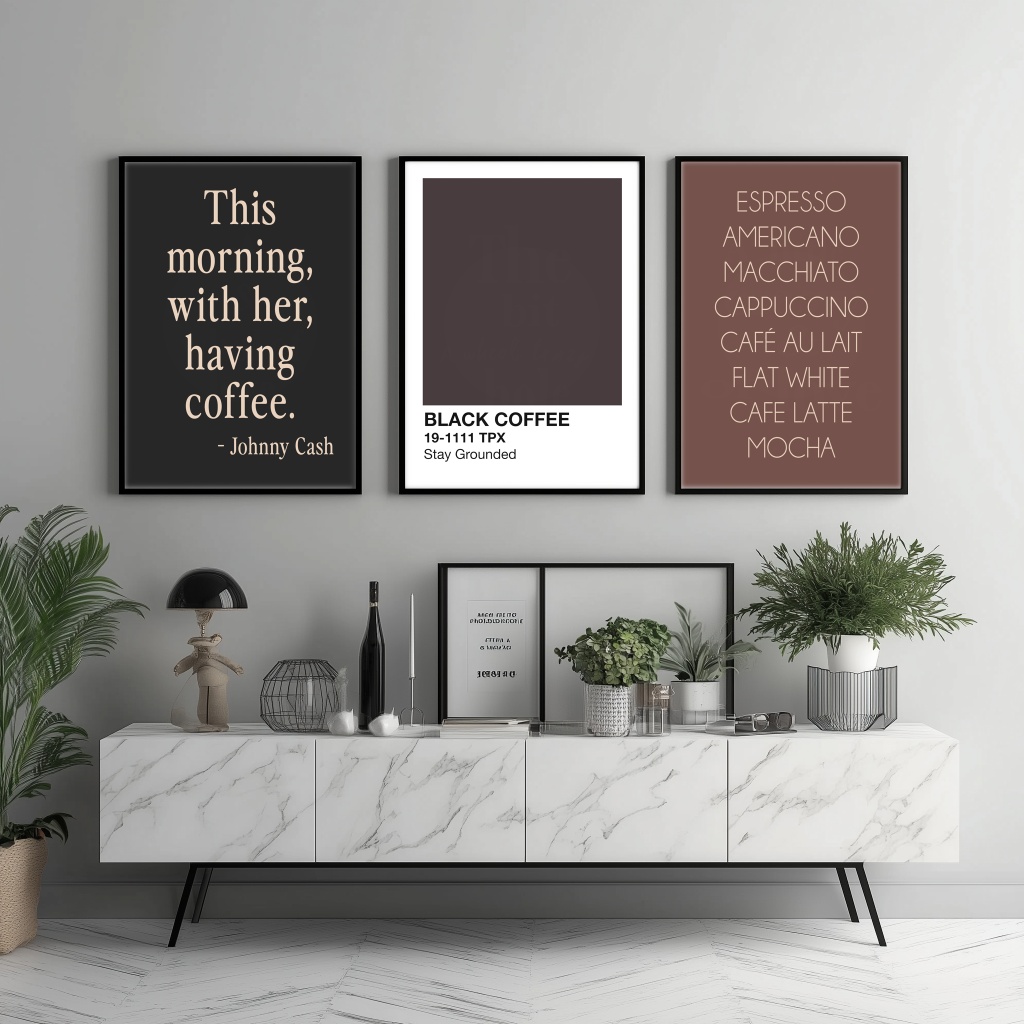 This
morning,
with her,
having
coffee.
- Johnny Cash
BLACK COFFEE
19-1111 TPX
Stay Grounded
ESPRESSO
AMERICANO
MACCHIATO
CAPPUCCINO
CAFÉ AU LAIT
FLAT WHITE
CAFE LATTE
MOCHA